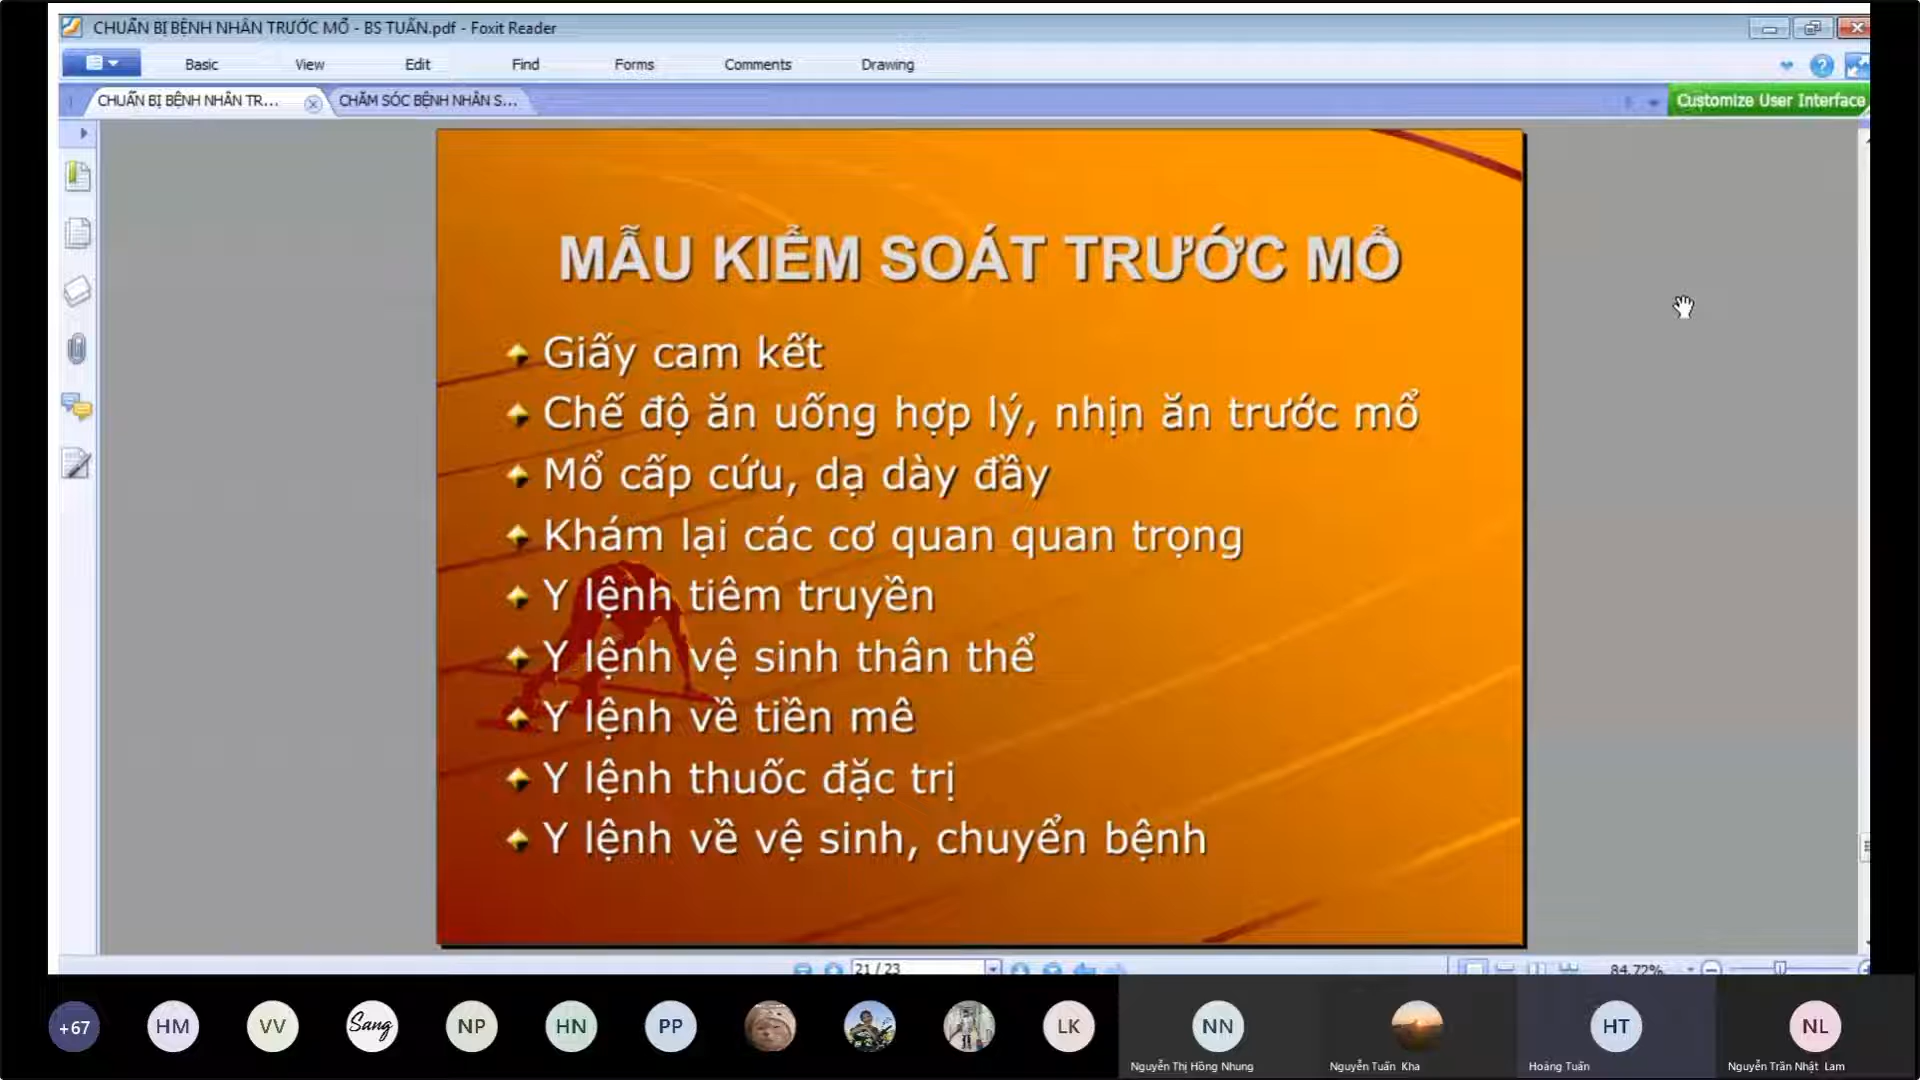 CHUẨN BỊ BỆNH NHÂN TRƯỚC MỔ - BS TUẤN.pdf - Foxit Reader
Basic View Edit Find Forms Comments Drawing
CHUẨN BỊ BỆNH NHÂN TR... CHĂM SÓC BỆNH NHÂN S... Customize User Interface
MẪU KIỂM SOÁT TRƯỚC MỔ
Giấy cam kết
Chế độ ăn uống hợp lý, nhịn ăn trước mổ
Mổ cấp cứu, dạ dày đầy
Khám lại các cơ quan quan trọng
Y lệnh tiêm truyền
Y lệnh vệ sinh thân thể
Y lệnh về tiền mê
Y lệnh thuốc đặc trị
Y lệnh về vệ sinh, chuyển bệnh
21 / 23 84.72%
+67 HM VV Sang NP HN PP LK NN HT NL
Nguyễn Thị Hồng Nhung Nguyễn Tuấn Kha Hoàng Tuấn Nguyễn Trần Nhật Lam